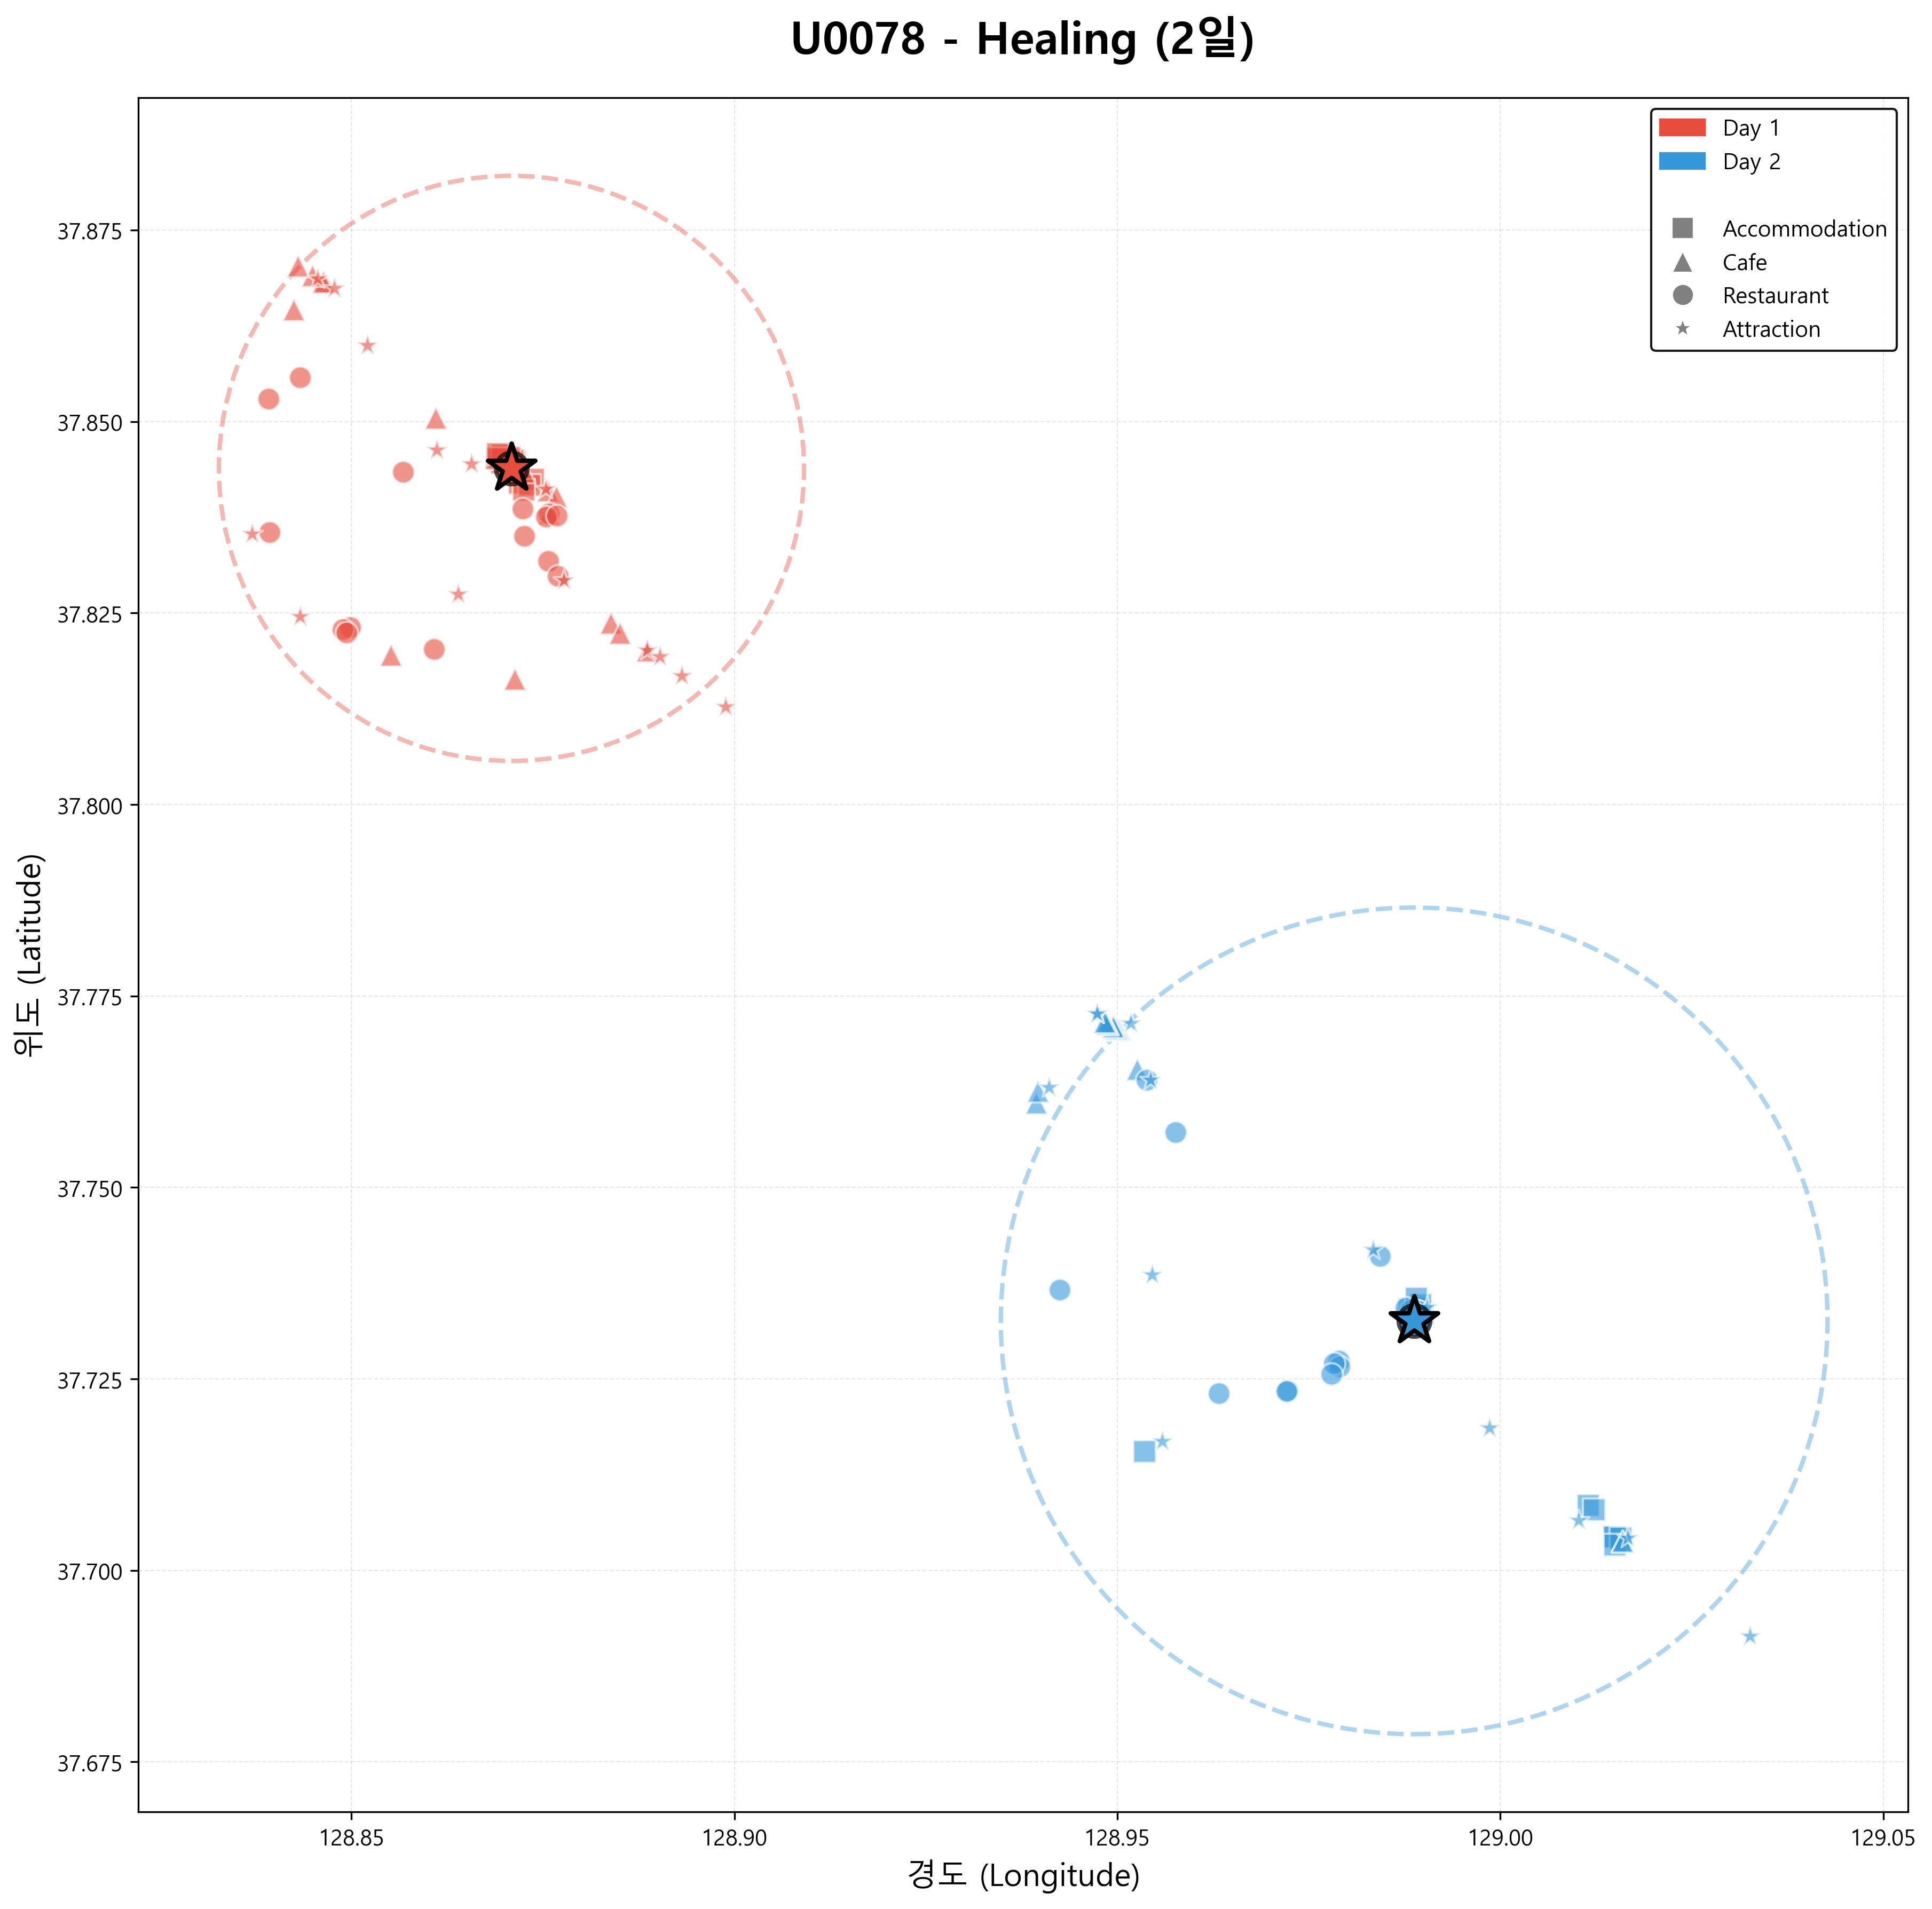 U0078 - Healing (2일)
Day 1
Day 2
Accommodation
Cafe
Restaurant
Attraction
37.875
37.850
37.825
37.800
37.775
37.750
37.725
37.700
37.675
위도 (Latitude)
128.85
128.90
128.95
129.00
129.05
경도 (Longitude)